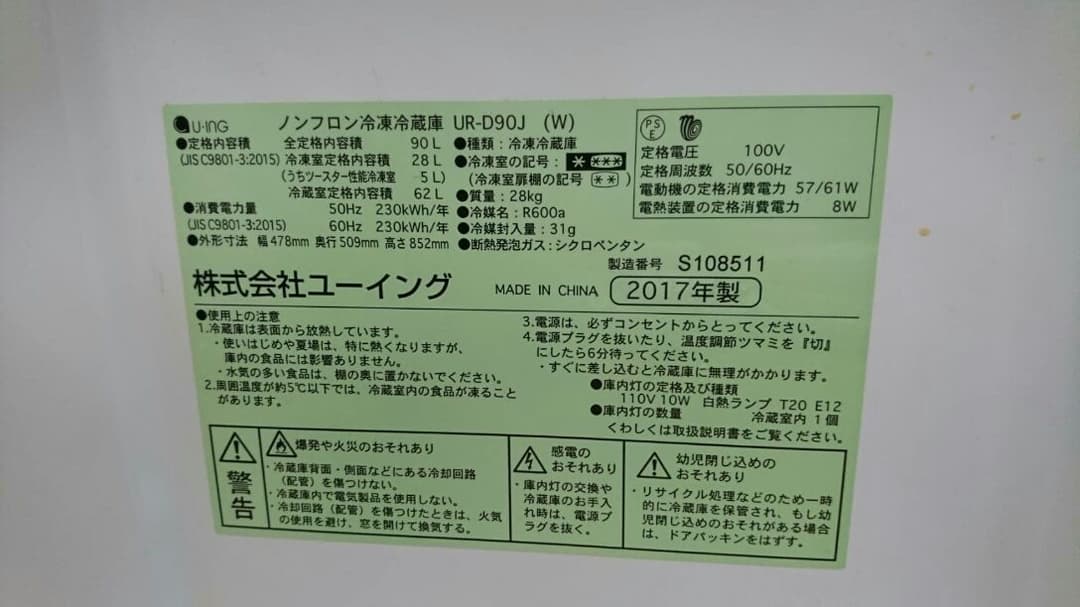 U-ING ノンフロン冷凍冷蔵庫 UR-D90J (W)
●定格内容積 全定格内容積 90L
(JIS C9801-3:2015) 冷凍室定格内容積 28L
(うちツースター性能冷凍室 5L)
冷蔵室定格内容積 62L
●消費電力量 50Hz 230kWh/年
(JIS C9801-3:2015) 60Hz 230kWh/年
●外形寸法 幅478mm 奥行509mm 高さ852mm
●種類:冷凍冷蔵庫
●冷凍室の記号:* ***
(冷凍室扉棚の記号 ** )
●質量:28kg
●冷媒名:R600a
●冷媒封入量:31g
●断熱発泡ガス:シクロペンタン
PSE
定格電圧 100V
定格周波数 50/60Hz
電動機の定格消費電力 57/61W
電熱装置の定格消費電力 8W
製造番号 S108511
株式会社ユーイング MADE IN CHINA 2017年製
●使用上の注意
1.冷蔵庫は表面から放熱しています。
・使いはじめや夏場は、特に熱くなりますが、
庫内の食品には影響ありません。
・水気の多い食品は、棚の奥に置かないでください。
2.周囲温度が約5℃以下では、冷蔵室内の食品が凍ること
があります。
3.電源は、必ずコンセントからとってください。
4.電源プラグを抜いたり、温度調節ツマミを『切』
にしたら6分待ってください。
・すぐに差し込むと冷蔵庫に無理がかかります。
●庫内灯の定格及び種類
110V 10W 白熱ランプ T20 E12
●庫内灯の数量 冷蔵室内 1個
くわしくは取扱説明書をご覧ください。
警告
爆発や火災のおそれあり
・冷蔵庫背面・側面などにある冷却回路
(配管)を傷つけない。
・冷蔵庫内で電気製品を使用しない。
・冷却回路(配管)を傷つけたときは、火気
の使用を避け、窓を開けて換気する。
感電の
おそれあり
・庫内灯の交換や
冷蔵庫のお手入
れ時は、電源プ
ラグを抜く。
幼児閉じ込めの
おそれあり
・リサイクル処理などのため一時
的に冷蔵庫を保管され、もし幼
児閉じ込めのおそれがある場合
は、ドアパッキンをはずす。